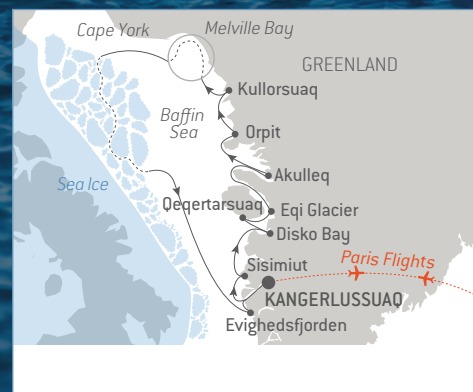 Cape York
Melville Bay
GREENLAND
Kullorsuaq
Baffin
Sea
Orpit
Akulleq
Sea Ice
Qeqertarsuaq
Eqi Glacier
Disko Bay
Sisimiut
Paris Flights
KANGERLUSSUAQ
Evighedsfjorden